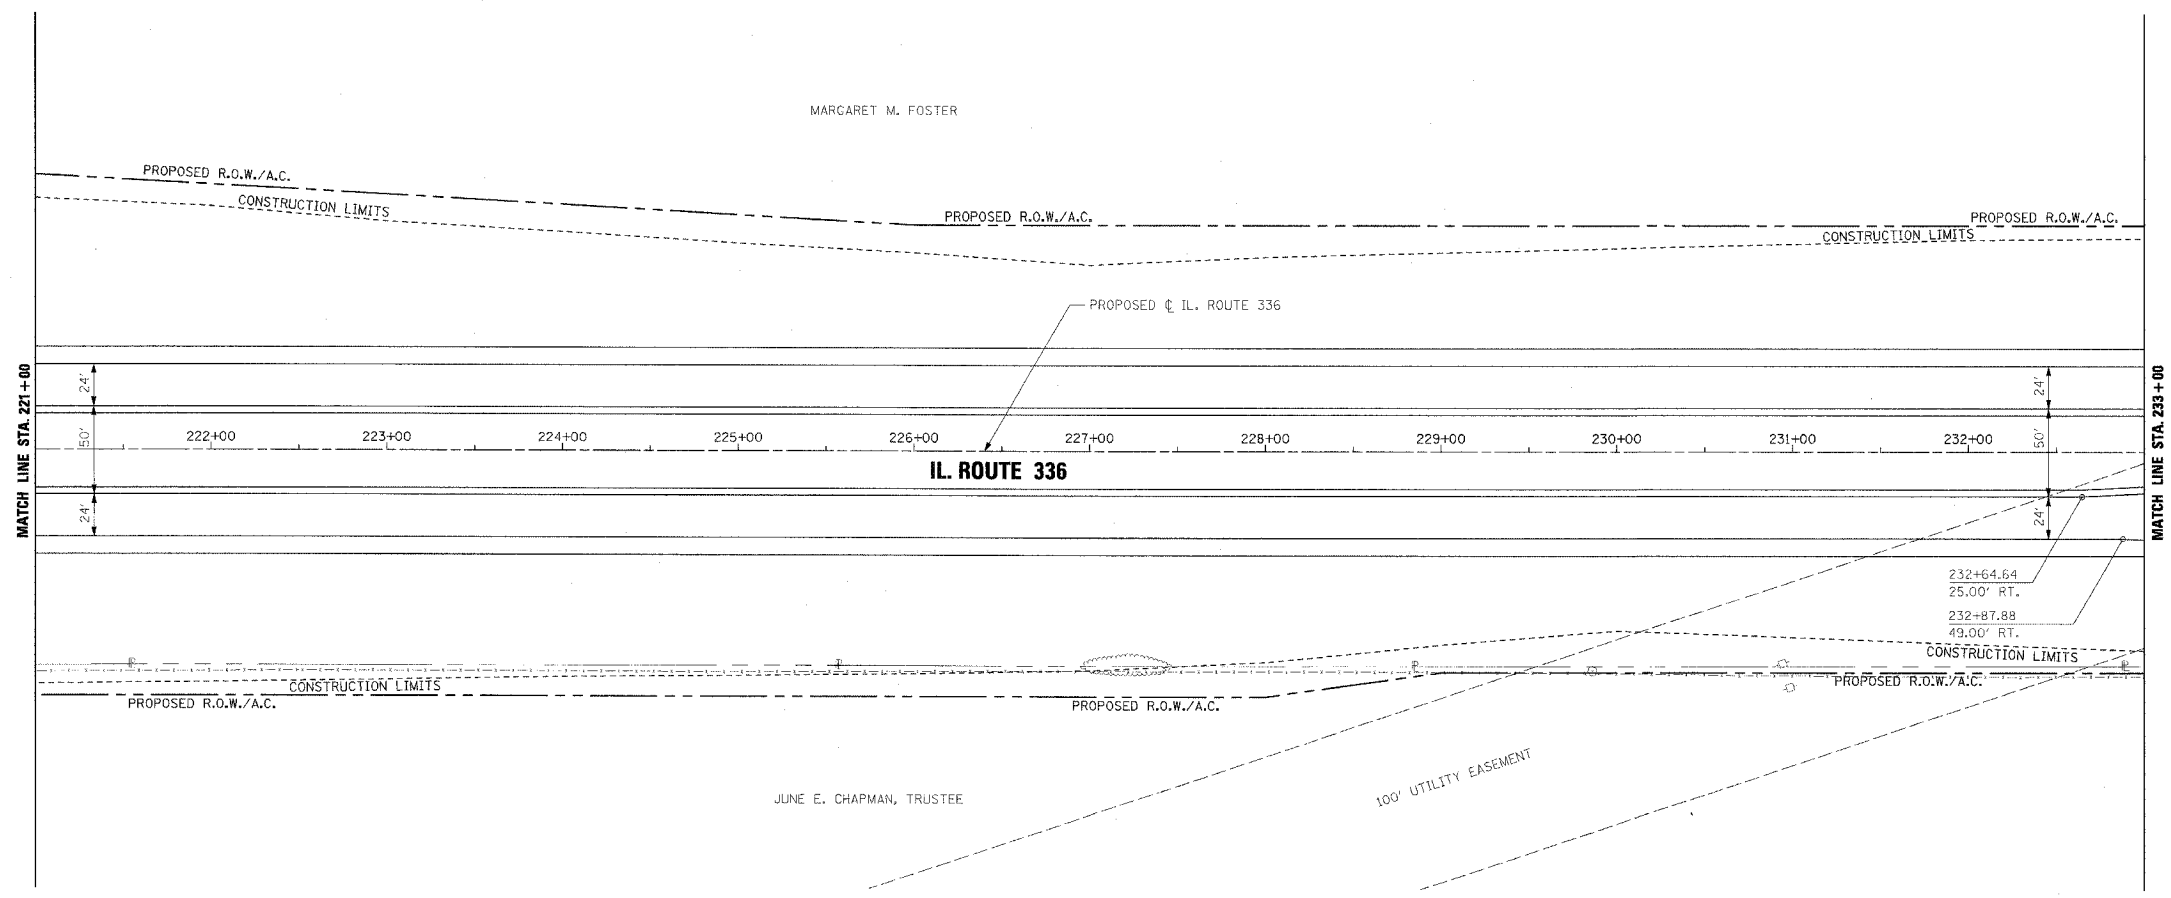 MARGARET M. FOSTER
PROPOSED R.O.W./A.C.
CONSTRUCTION LIMITS
PROPOSED R.O.W./A.C.
PROPOSED R.O.W./A.C.
CONSTRUCTION LIMITS
PROPOSED ℄ IL. ROUTE 336
MATCH LINE STA. 221+00
24'
50'
24'
222+00
223+00
224+00
225+00
226+00
227+00
228+00
229+00
230+00
231+00
232+00
IL. ROUTE 336
24'
50'
24'
MATCH LINE STA. 233+00
232+64.64
25.00' RT.
232+87.88
49.00' RT.
CONSTRUCTION LIMITS
CONSTRUCTION LIMITS
PROPOSED R.O.W./A.C.
PROPOSED R.O.W./A.C.
PROPOSED R.O.W./A.C.
100' UTILITY EASEMENT
JUNE E. CHAPMAN, TRUSTEE